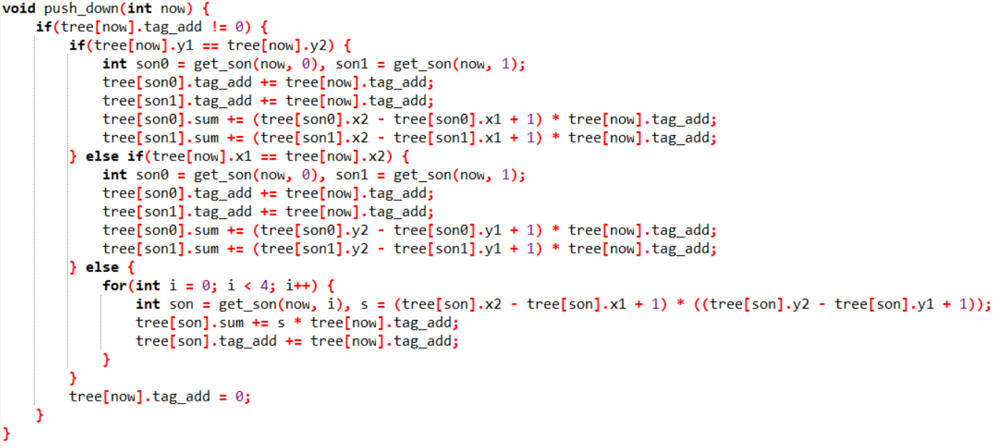 void push_down(int now) {
    if(tree[now].tag_add != 0) {
        if(tree[now].y1 == tree[now].y2) {
            int son0 = get_son(now, 0), son1 = get_son(now, 1);
            tree[son0].tag_add += tree[now].tag_add;
            tree[son1].tag_add += tree[now].tag_add;
            tree[son0].sum += (tree[son0].x2 - tree[son0].x1 + 1) * tree[now].tag_add;
            tree[son1].sum += (tree[son1].x2 - tree[son1].x1 + 1) * tree[now].tag_add;
        } else if(tree[now].x1 == tree[now].x2) {
            int son0 = get_son(now, 0), son1 = get_son(now, 1);
            tree[son0].tag_add += tree[now].tag_add;
            tree[son1].tag_add += tree[now].tag_add;
            tree[son0].sum += (tree[son0].y2 - tree[son0].y1 + 1) * tree[now].tag_add;
            tree[son1].sum += (tree[son1].y2 - tree[son1].y1 + 1) * tree[now].tag_add;
        } else {
            for(int i = 0; i < 4; i++) {
                int son = get_son(now, i), s = (tree[son].x2 - tree[son].x1 + 1) * ((tree[son].y2 - tree[son].y1 + 1));
                tree[son].sum += s * tree[now].tag_add;
                tree[son].tag_add += tree[now].tag_add;
            }
        }
        tree[now].tag_add = 0;
    }
}